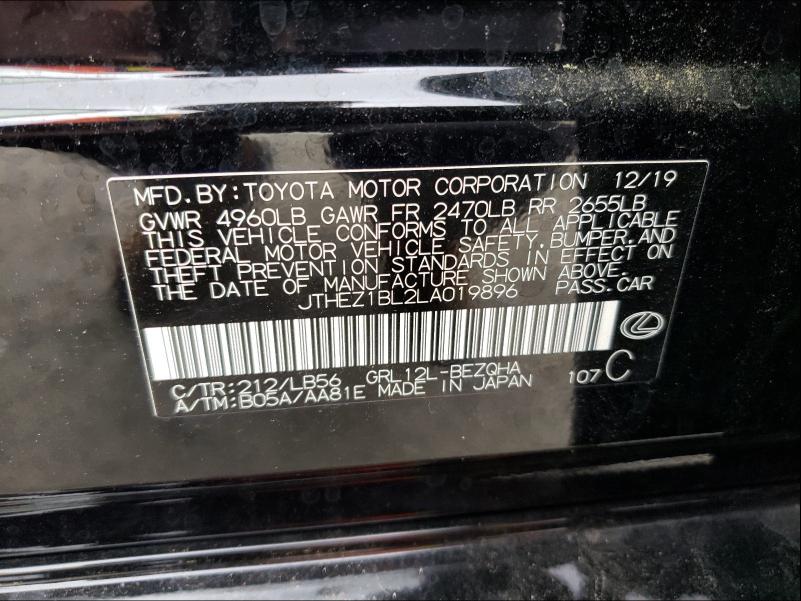 MFD.BY:TOYOTA MOTOR CORPORATION 12/19
GVWR 4960LB GAWR FR 2470LB RR 2655LB
THIS VEHICLE CONFORMS TO ALL APPLICABLE
FEDERAL MOTOR VEHICLE SAFETY,BUMPER,AND
THEFT PREVENTION STANDARDS IN EFFECT ON
THE DATE OF MANUFACTURE SHOWN ABOVE.
JTHEZ1BL2LA019896 PASS.CAR
C/TR:212/LB56 GRL12L-BEZQHA
A/TM:B05A/AA81E MADE IN JAPAN 107 C